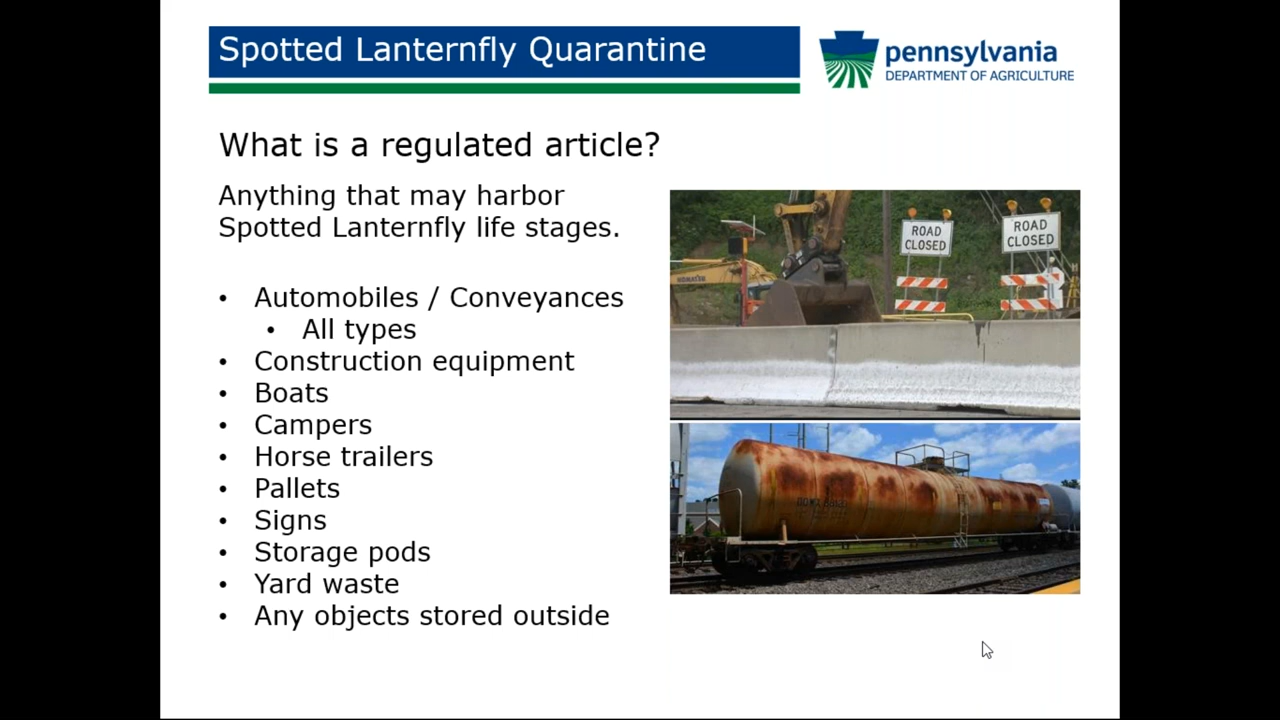 Spotted Lanternfly Quarantine
pennsylvania
DEPARTMENT OF AGRICULTURE
What is a regulated article?
Anything that may harbor
Spotted Lanternfly life stages.
• Automobiles / Conveyances
• All types
• Construction equipment
• Boats
• Campers
• Horse trailers
• Pallets
• Signs
• Storage pods
• Yard waste
• Any objects stored outside
ROAD
CLOSED
ROAD
CLOSED